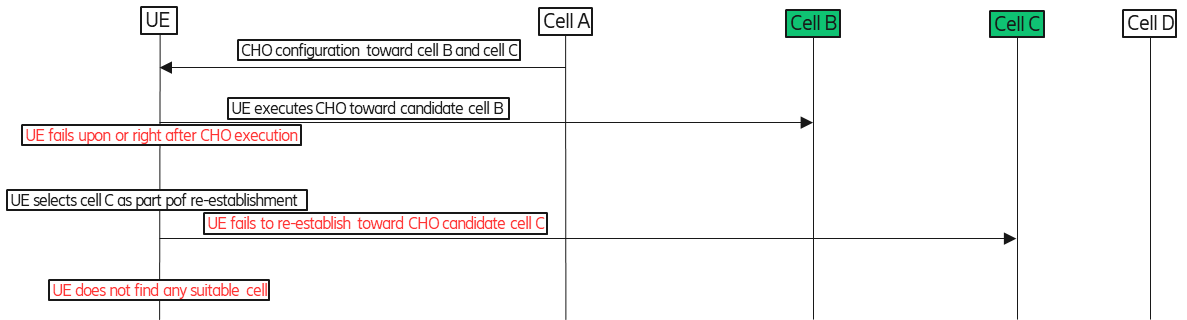 UE
Cell A
Cell B
Cell C
Cell D
CHO configuration toward cell B and cell C
UE executes CHO toward candidate cell B
UE fails upon or right after CHO execution
UE selects cell C as part pof re-establishment
UE fails to re-establish toward CHO candidate cell C
UE does not find any suitable cell